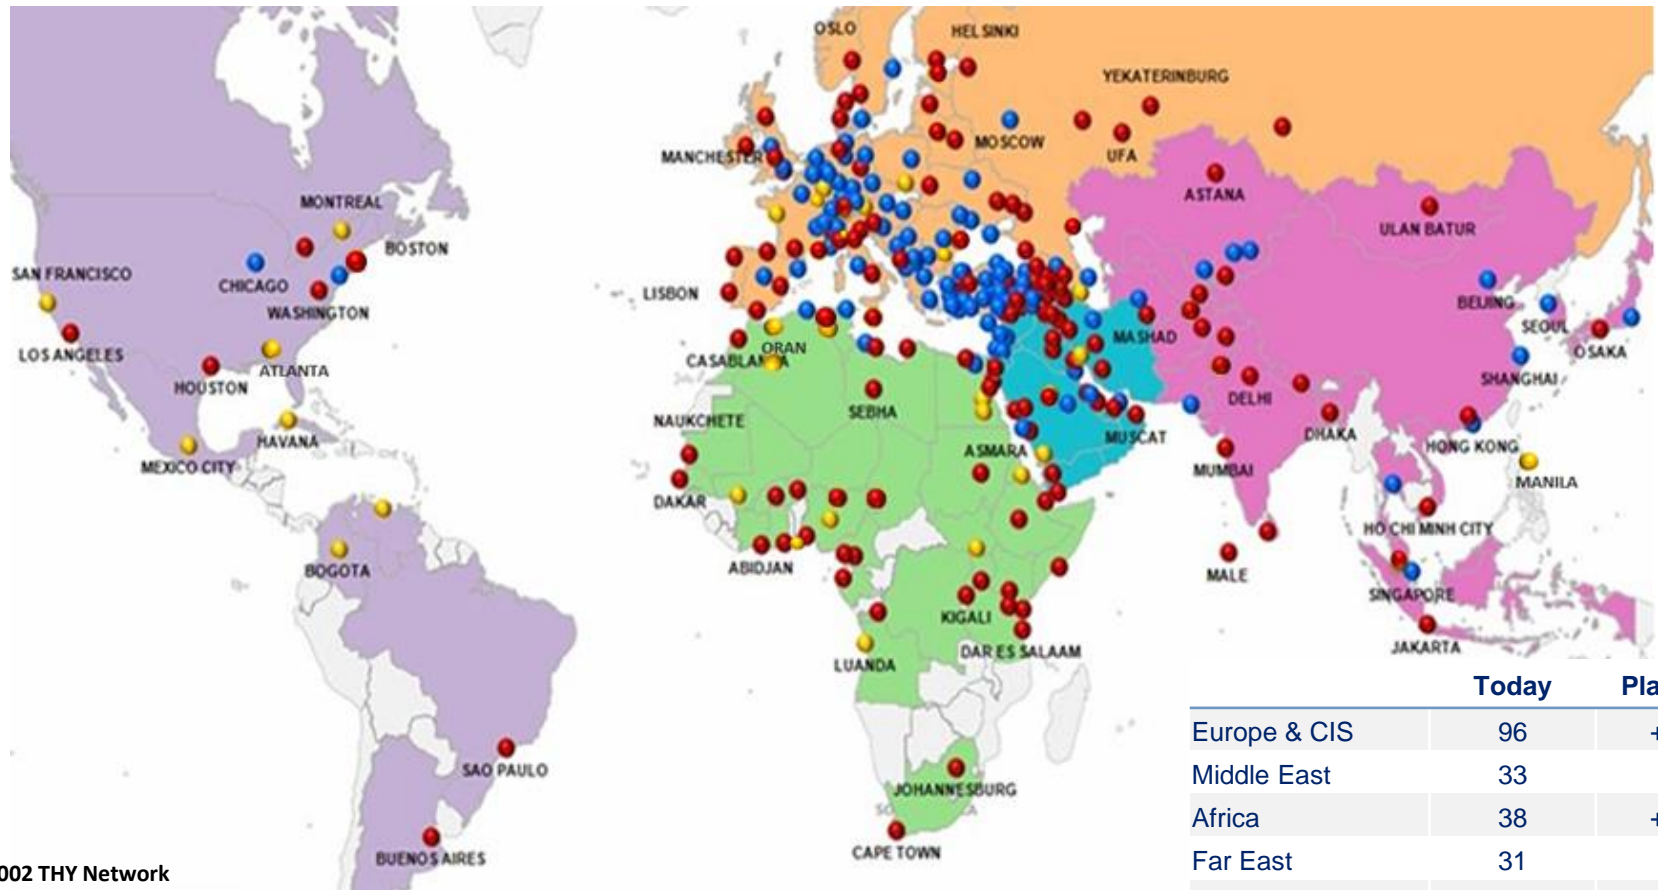 OSLO
HELSINKI
YEKATERINBURG
MOSCOW
UFA
MANCHESTER
ASTANA
MONTREAL
ULAN BATUR
BOSTON
SAN FRANCISCO
CHICAGO
LISBON
BEIJING
WASHINGTON
SEOUL
MASHAD
ORAN
OSAKA
LOS ANGELES
CASABLANCA
ATLANTA
HOUSTON
SHANGHAI
DELHI
SEBHA
NAUKCHETE
HAVANA
DHAKA
MUSCAT
HONG KONG
ASMARA
MEXICO CITY
MUMBAI
MANILA
DAKAR
HO CHI MINH CITY
ABIDJAN
BOGOTA
MALE
SINGAPORE
KIGALI
JAKARTA
DAR ES SALAAM
LUANDA
SAO PAULO
JOHANNESBURG
CAPE TOWN
BUENOS AIRES
002 THY Network
Today
Europe & CIS 96 +
Middle East 33
Africa 38 +
Far East 31